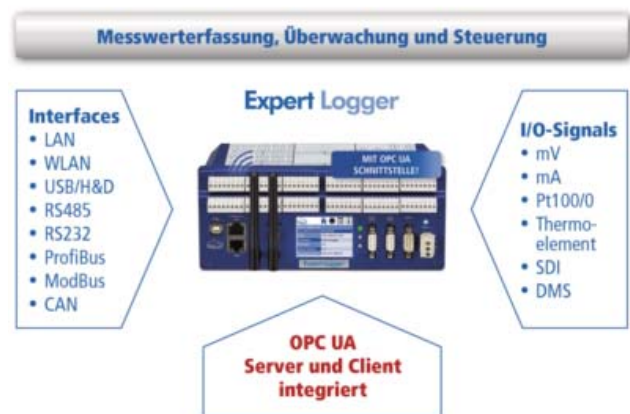 Messwerterfassung, Überwachung und Steuerung
Expert Logger
Interfaces
• LAN
• WLAN
• USB/H&D
• RS485
• RS232
• ProfiBus
• ModBus
• CAN
MIT OPC UA
SCHNITTSTELLE!
I/O-Signals
• mV
• mA
• Pt100/0
• Thermo-
element
• SDI
• DMS
OPC UA
Server und Client
integriert